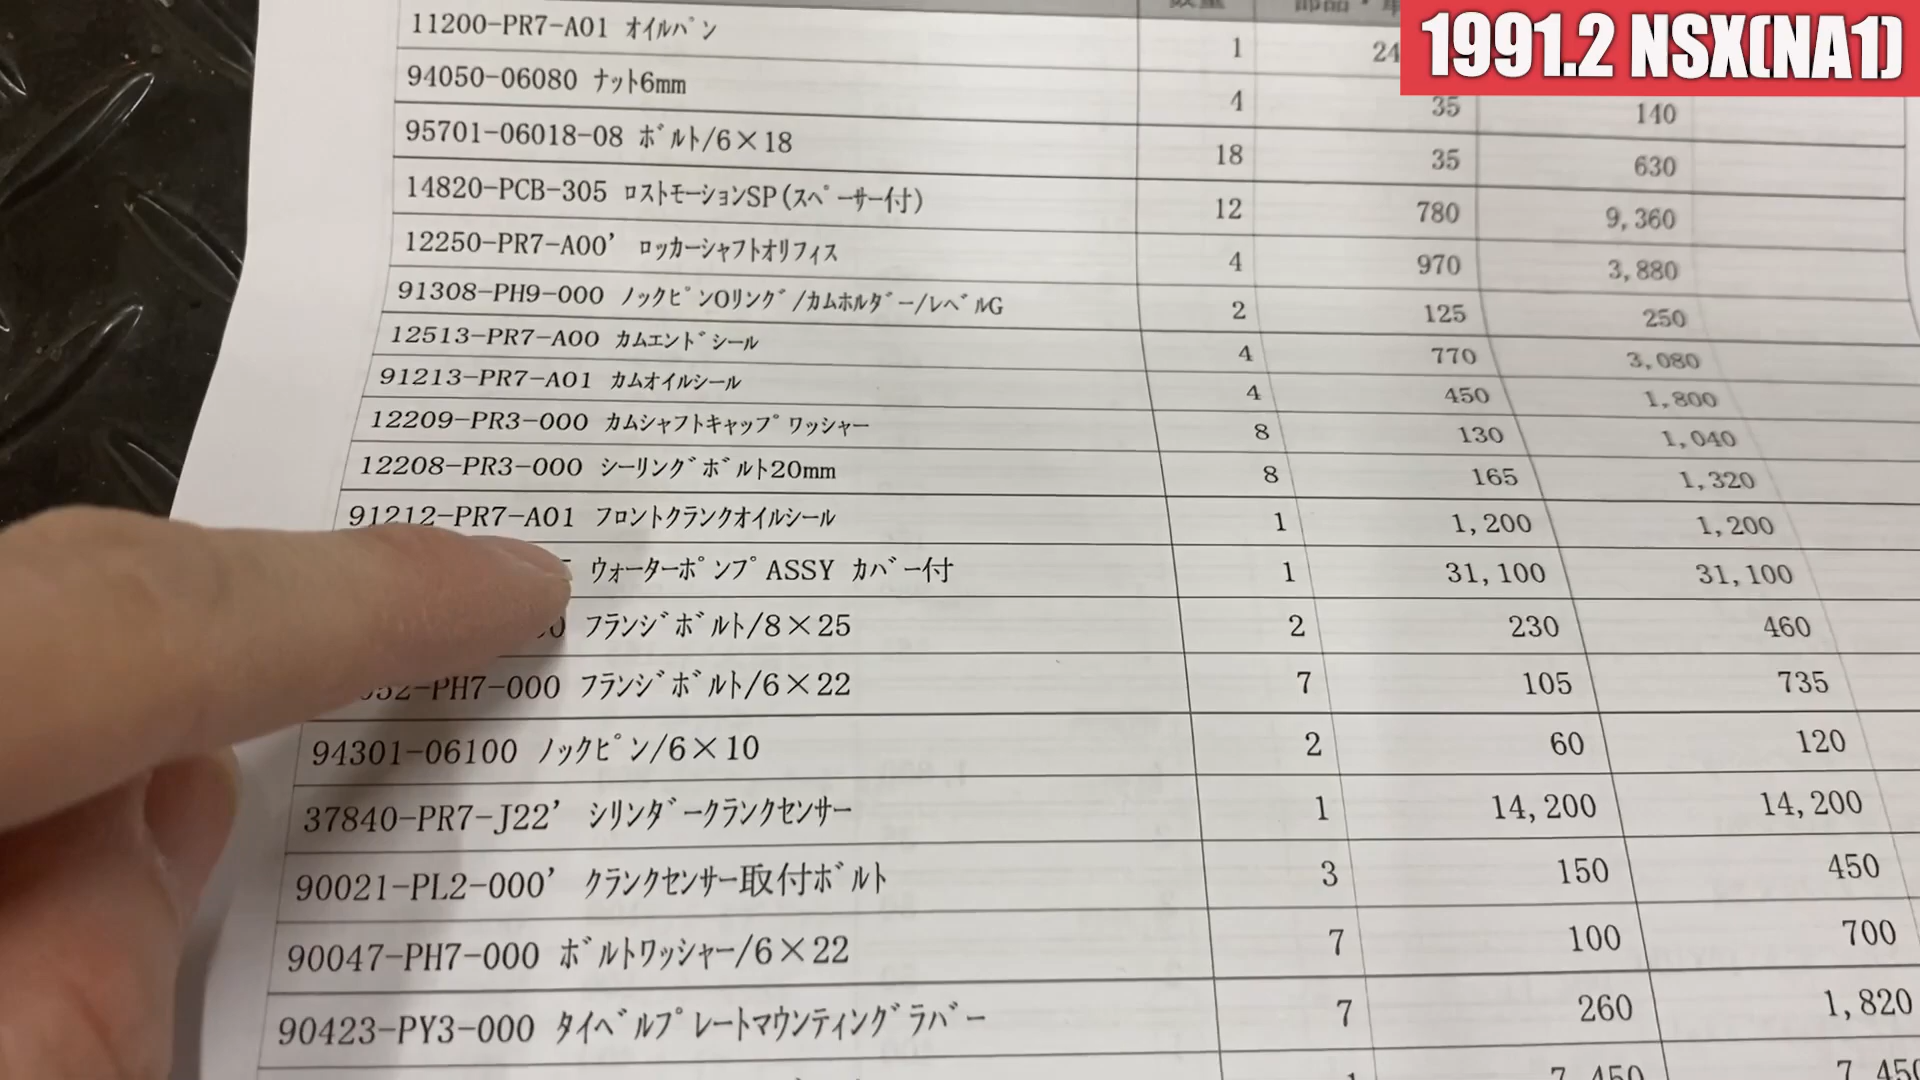 1991.2 NSX(NA1)
数量 部品・
11200-PR7-A01 オイルパン 1 24
94050-06080 ナット6mm 4 35 140
95701-06018-08 ボルト/6×18 18 35 630
14820-PCB-305 ロストモーションSP(スペーサー付) 12 780 9,360
12250-PR7-A00’ ロッカーシャフトオリフィス 4 970 3,880
91308-PH9-000 ノックピンOリング/カムホルダー/レベルG 2 125 250
12513-PR7-A00 カムエンドシール 4 770 3,080
91213-PR7-A01 カムオイルシール 4 450 1,800
12209-PR3-000 カムシャフトキャップワッシャー 8 130 1,040
12208-PR3-000 シーリングボルト20mm 8 165 1,320
91212-PR7-A01 フロントクランクオイルシール 1 1,200 1,200
ウォーターポンプASSY カバー付 1 31,100 31,100
フランジボルト/8×25 2 230 460
-PH7-000 フランジボルト/6×22 7 105 735
94301-06100 ノックピン/6×10 2 60 120
37840-PR7-J22’ シリンダークランクセンサー 1 14,200 14,200
90021-PL2-000’ クランクセンサー取付ボルト 3 150 450
90047-PH7-000 ボルトワッシャー/6×22 7 100 700
90423-PY3-000 タイベルプレートマウンティングラバー 7 260 1,820
1 7,450 7,450